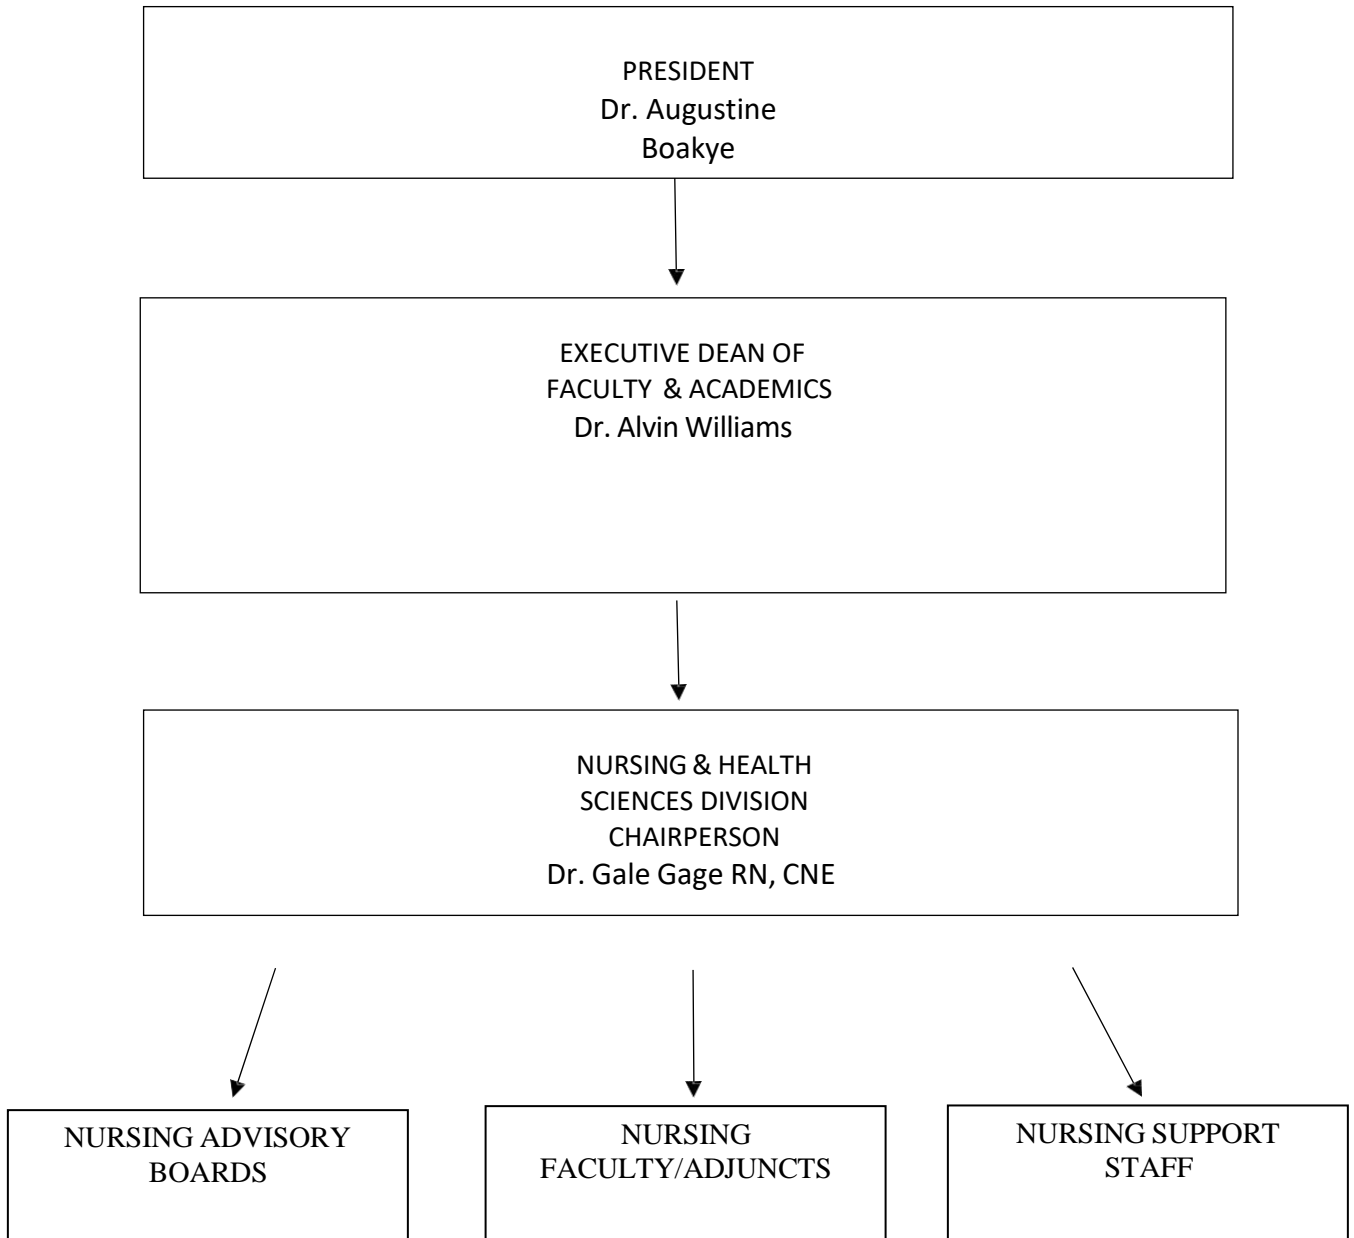 PRESIDENT
Dr. Augustine
Boakye
EXECUTIVE DEAN OF
FACULTY & ACADEMICS
Dr. Alvin Williams
NURSING & HEALTH
SCIENCES DIVISION
CHAIRPERSON
Dr. Gale Gage RN, CNE
NURSING ADVISORY
BOARDS
NURSING
FACULTY/ADJUNCTS
NURSING SUPPORT
STAFF